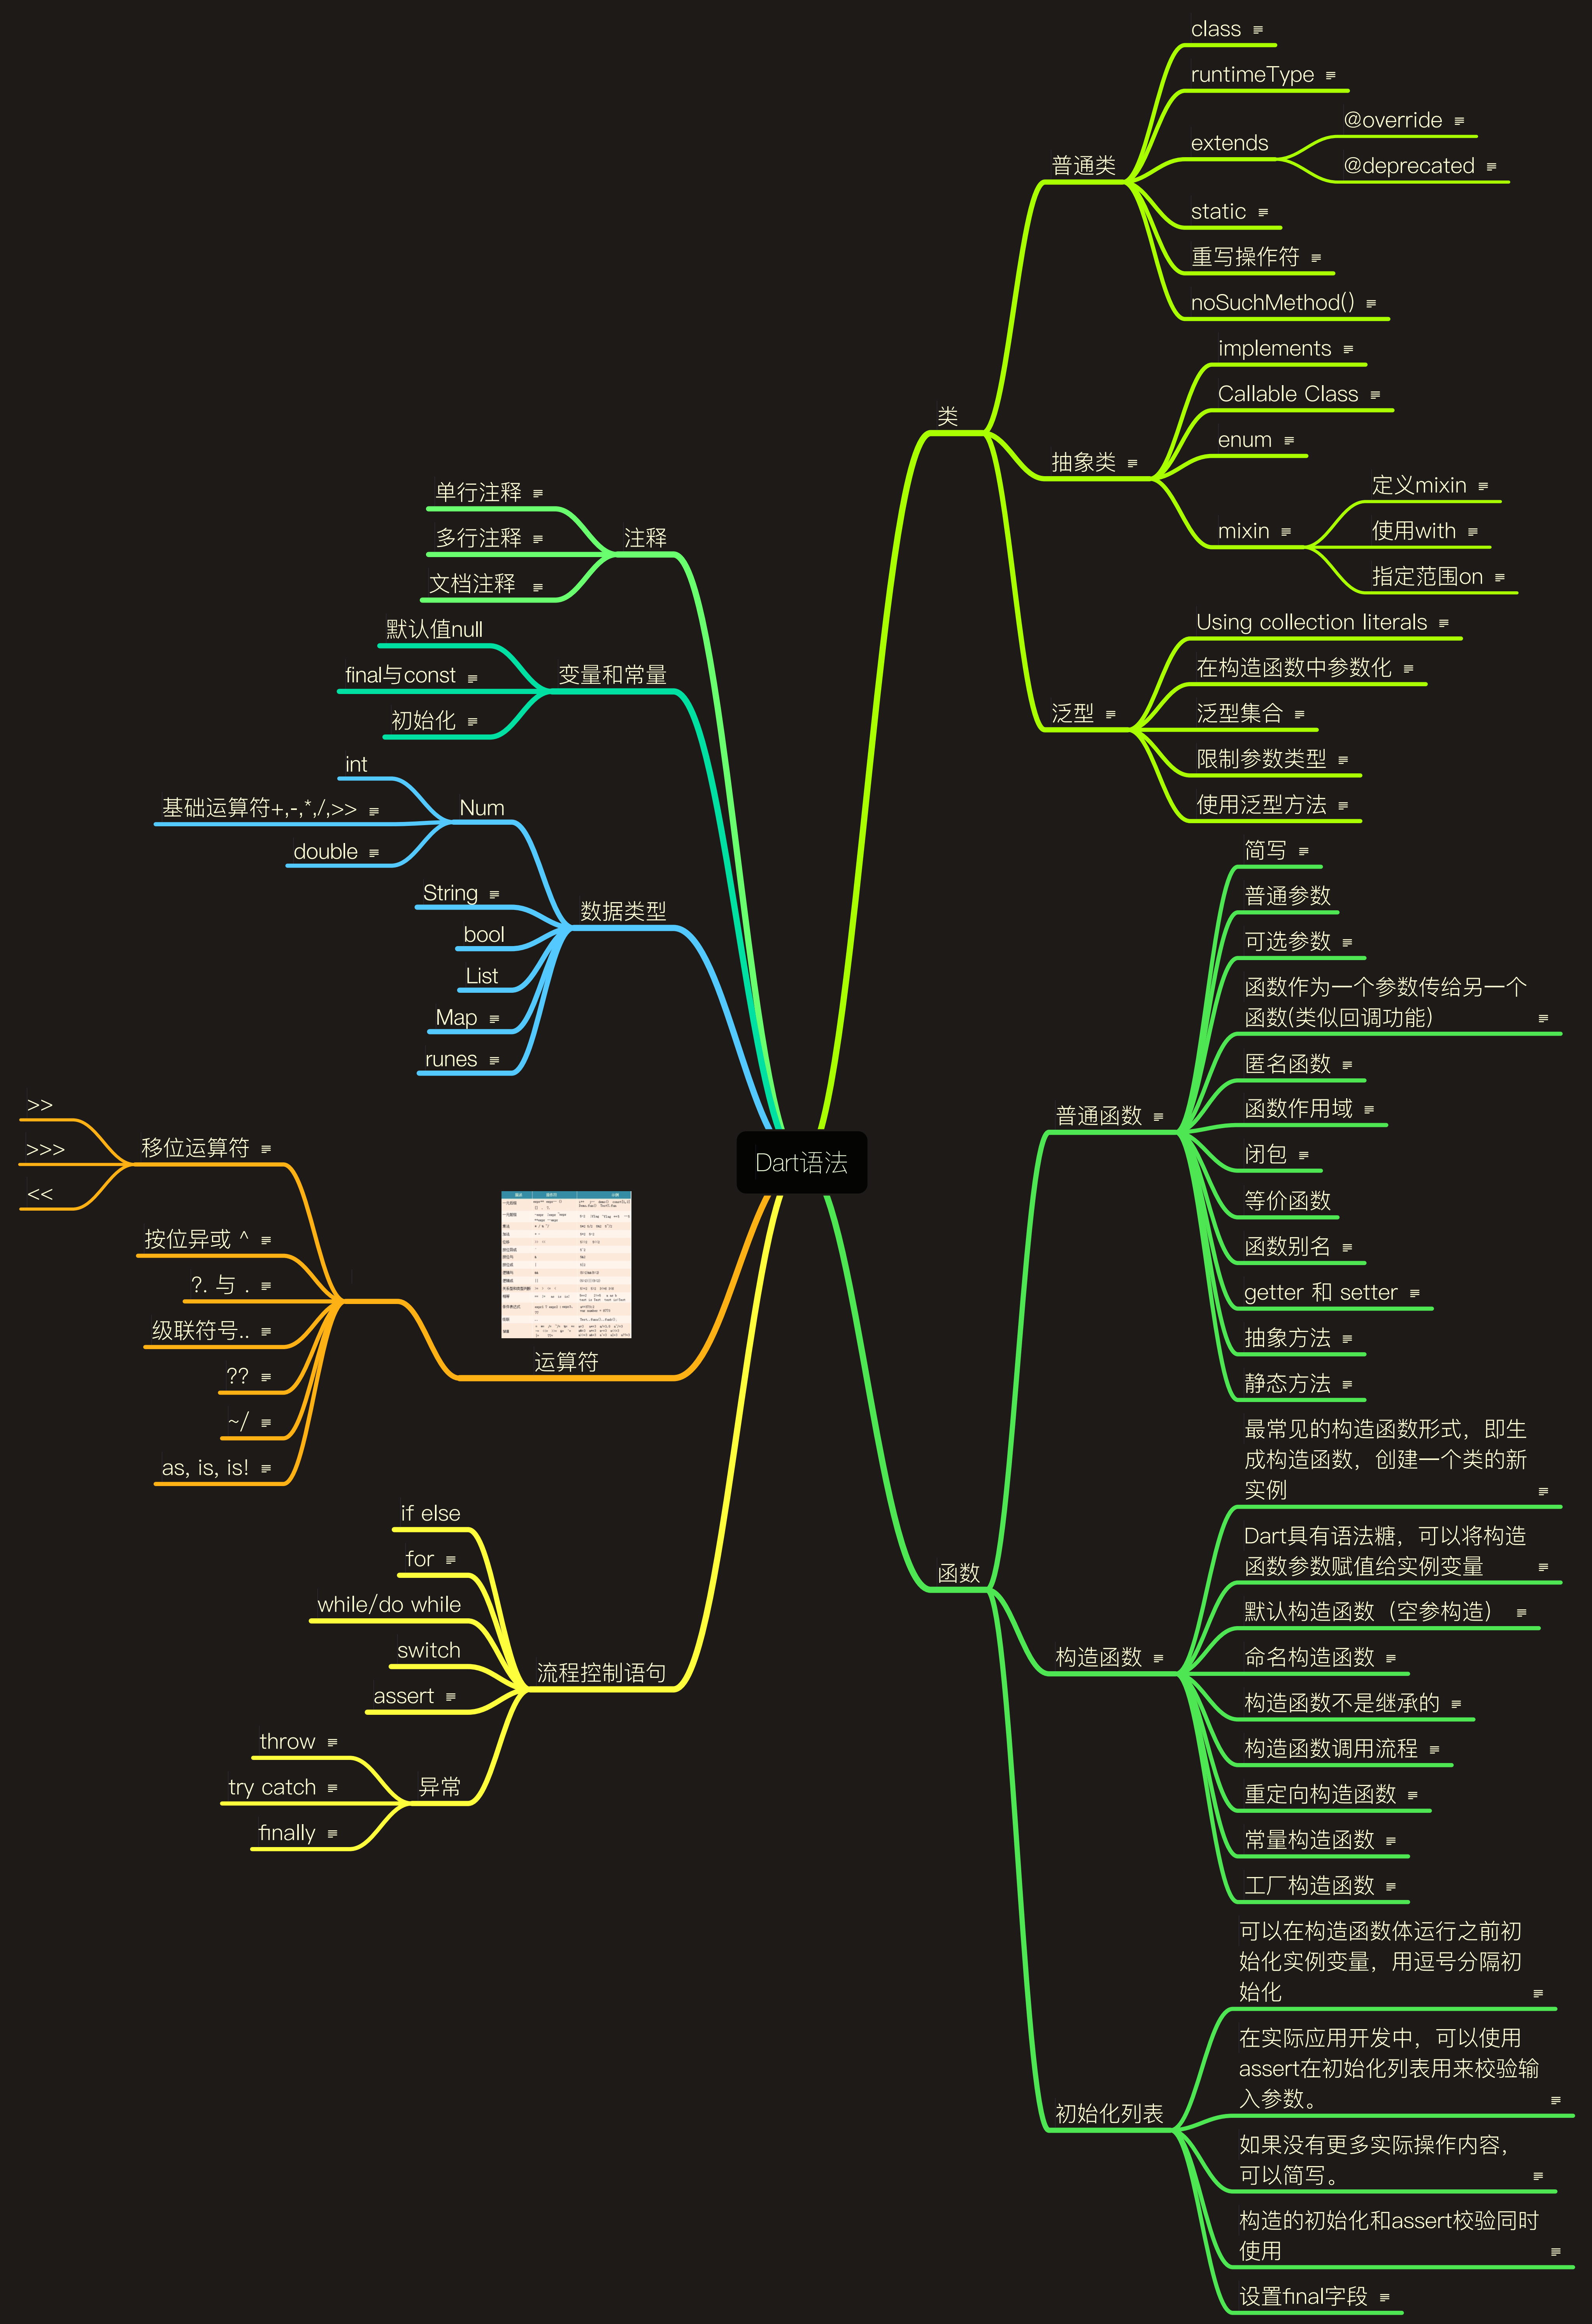 Dart语法
类
普通类
class
runtimeType
extends
@override
@deprecated
static
重写操作符
noSuchMethod()
抽象类
implements
Callable Class
enum
mixin
定义mixin
使用with
指定范围on
泛型
Using collection literals
在构造函数中参数化
泛型集合
限制参数类型
使用泛型方法
函数
普通函数
简写
普通参数
可选参数
函数作为一个参数传给另一个
函数(类似回调功能)
匿名函数
函数作用域
闭包
等价函数
函数别名
getter 和 setter
抽象方法
静态方法
构造函数
最常见的构造函数形式，即生
成构造函数，创建一个类的新
实例
Dart具有语法糖，可以将构造
函数参数赋值给实例变量
默认构造函数（空参构造）
命名构造函数
构造函数不是继承的
构造函数调用流程
重定向构造函数
常量构造函数
工厂构造函数
初始化列表
可以在构造函数体运行之前初
始化实例变量，用逗号分隔初
始化
在实际应用开发中，可以使用
assert在初始化列表用来校验输
入参数。
如果没有更多实际操作内容，
可以简写。
构造的初始化和assert校验同时
使用
设置final字段
注释
单行注释
多行注释
文档注释
变量和常量
默认值null
final与const
初始化
数据类型
Num
int
基础运算符+,-,*,/,>>
double
String
bool
List
Map
runes
运算符
移位运算符
>>
>>>
<<
按位异或 ^
?. 与 .
级联符号..
??
~/
as, is, is!
流程控制语句
if else
for
while/do while
switch
assert
异常
throw
try catch
finally